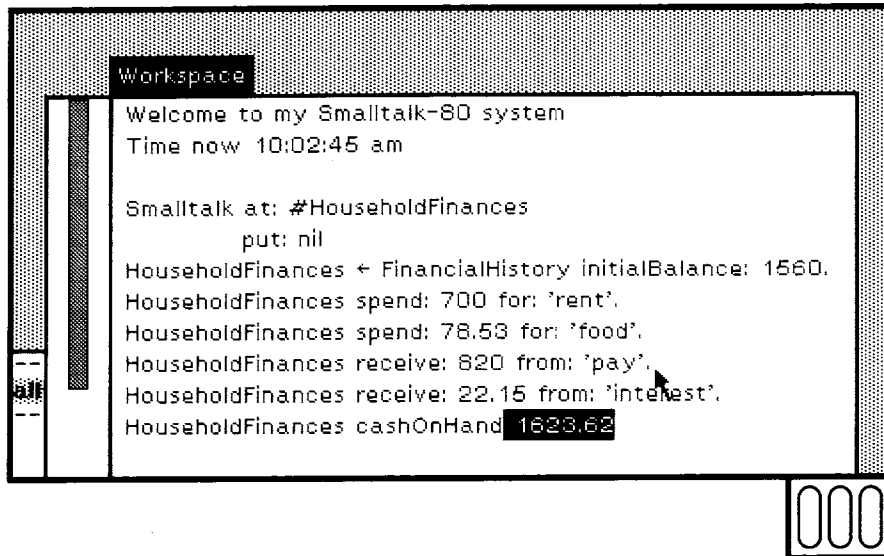 Workspace
Welcome to my Smalltalk-80 system
Time now 10:02:45 am
Smalltalk at: #HouseholdFinances
put: nil
HouseholdFinances ← FinancialHistory initialBalance: 1560.
HouseholdFinances spend: 700 for: 'rent'.
HouseholdFinances spend: 78.53 for: 'food'.
HouseholdFinances receive: 820 from: 'pay'.
HouseholdFinances receive: 22.15 from: 'interest'.
HouseholdFinances cashOnHand 1623.62